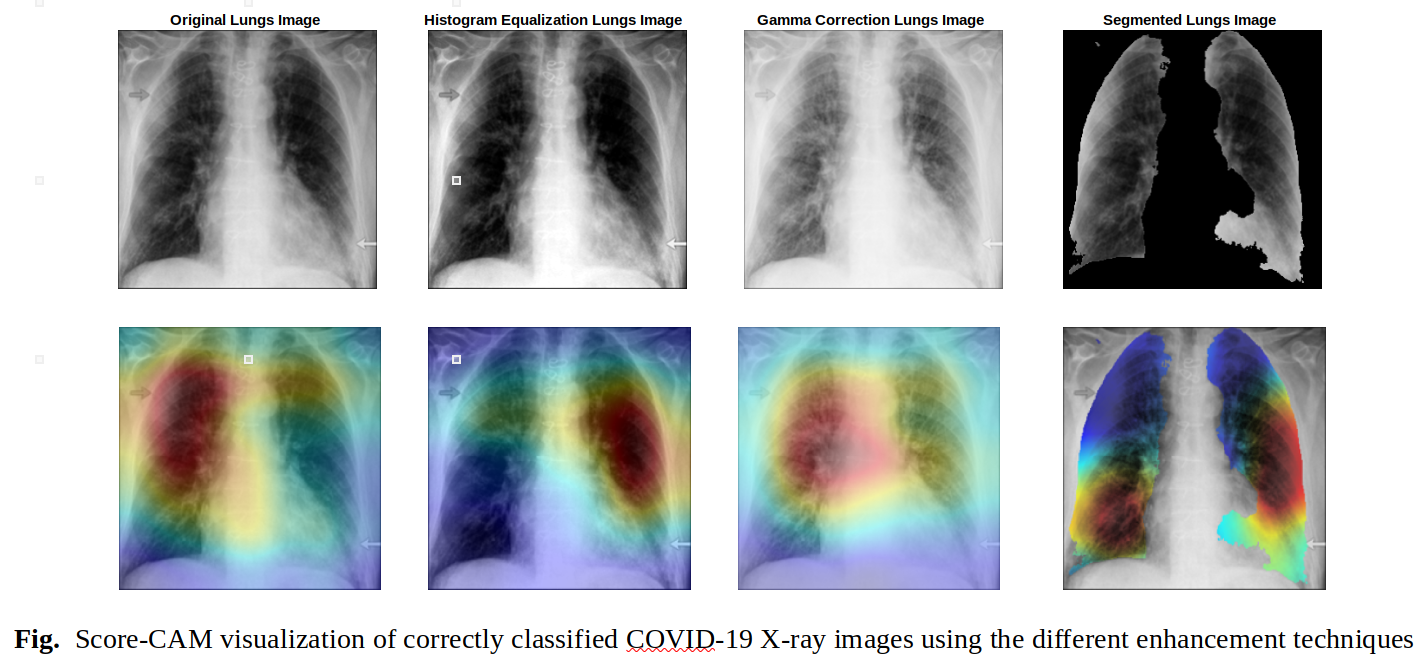 Original Lungs Image
Histogram Equalization Lungs Image
Gamma Correction Lungs Image
Segmented Lungs Image
Fig. Score-CAM visualization of correctly classified COVID-19 X-ray images using the different enhancement techniques